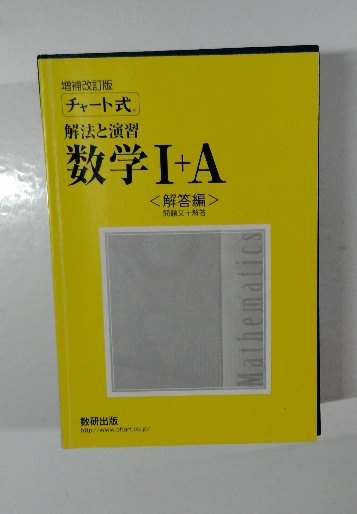 増補改訂版
チャート式®
解法と演習
数学I+A
＜解答編＞
問題文+解答
Mathematics
数研出版
http://www.chart.co.jp/